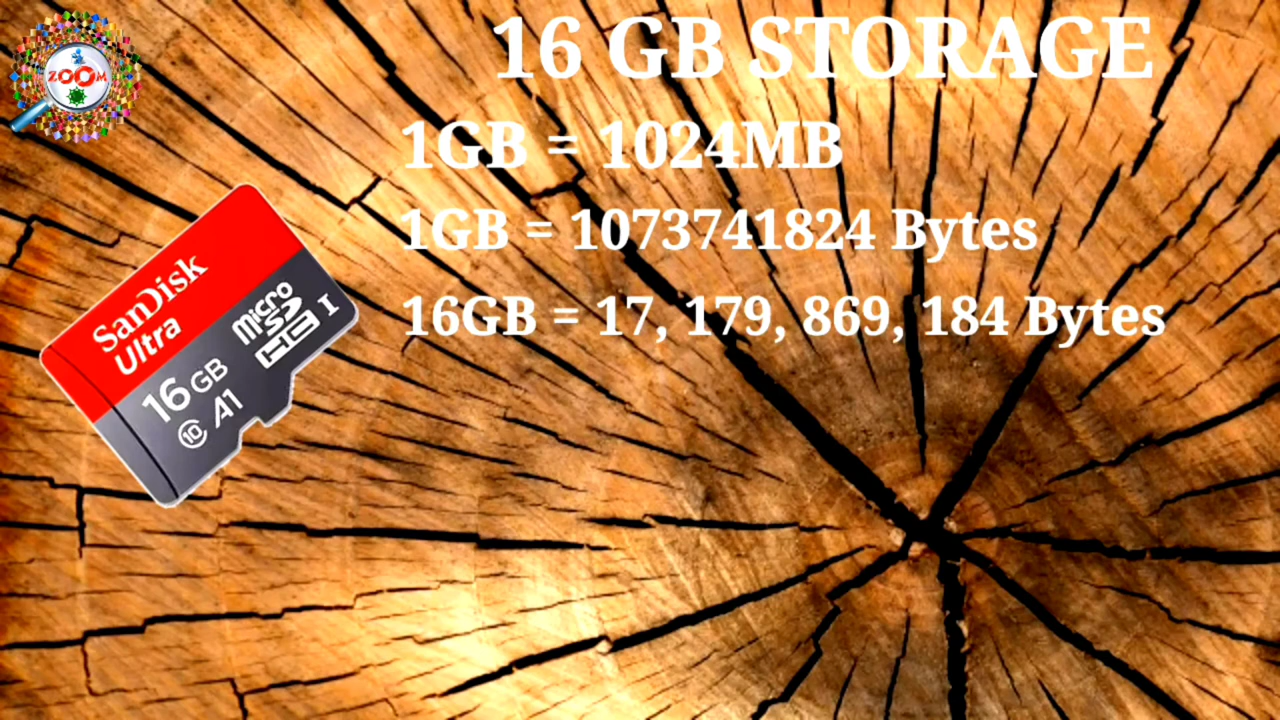 16 GB STORAGE
ZOOM
1GB = 1024MB
1GB = 1073741824 Bytes
16GB = 17, 179, 869, 184 Bytes
SanDisk
Ultra
16 GB
micro
SD
HC I
10 A1